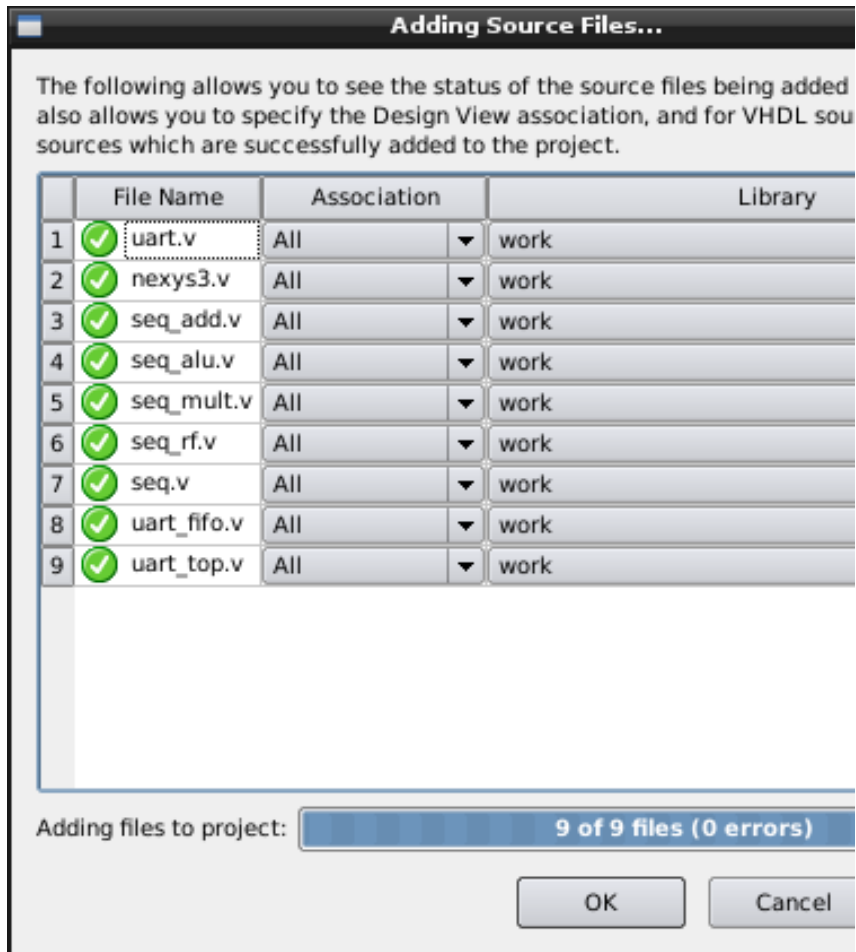 Adding Source Files...
The following allows you to see the status of the source files being added
also allows you to specify the Design View association, and for VHDL sou
sources which are successfully added to the project.
File Name Association Library
1 uart.v All work
2 nexys3.v All work
3 seq_add.v All work
4 seq_alu.v All work
5 seq_mult.v All work
6 seq_rf.v All work
7 seq.v All work
8 uart_fifo.v All work
9 uart_top.v All work
Adding files to project: 9 of 9 files (0 errors)
OK Cancel